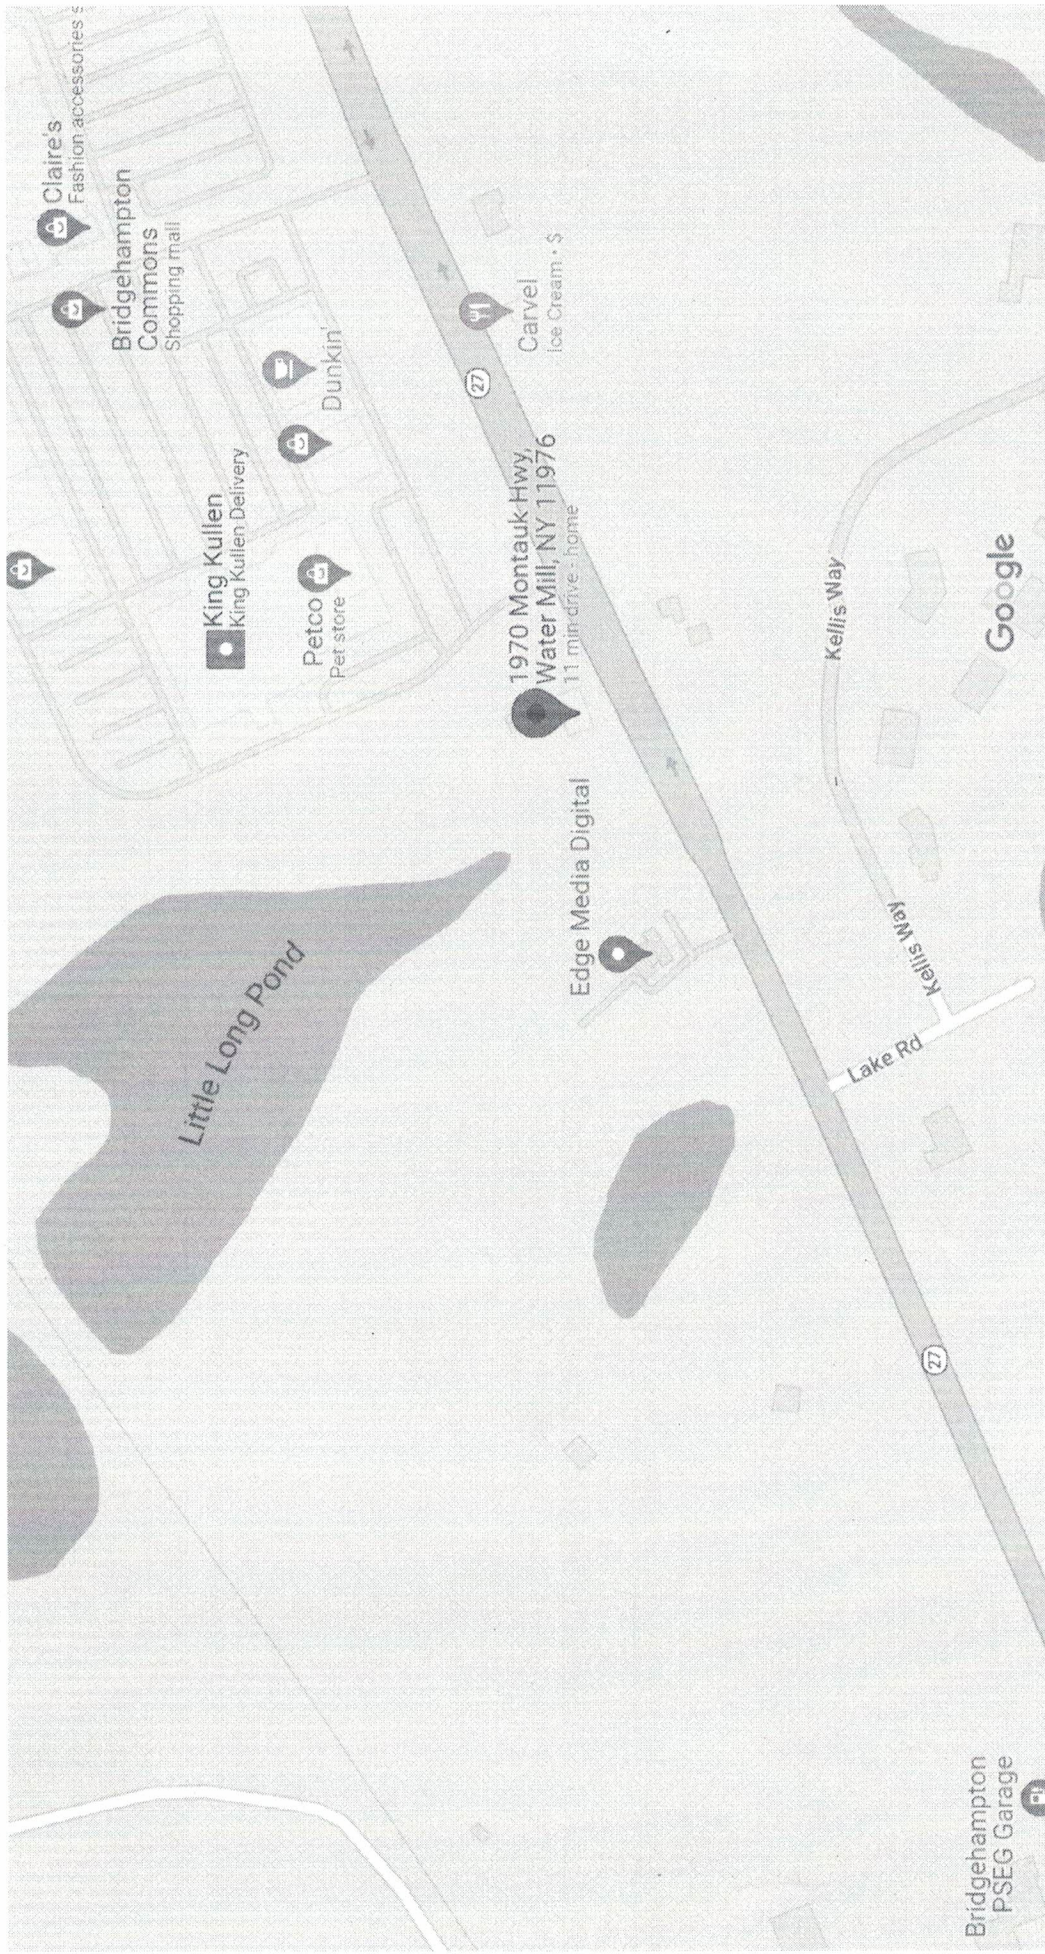 Claire's
Fashion accessories s
Bridgehampton
Commons
Shopping mall
King Kullen
King Kullen Delivery
Dunkin'
Petco
Pet store
27
Carvel
Ice Cream · $
1970 Montauk Hwy,
Water Mill, NY 11976
11 min drive - home
Little Long Pond
Edge Media Digital
Kellis Way
Kellis Way
Lake Rd
27
Google
Bridgehampton
PSEG Garage